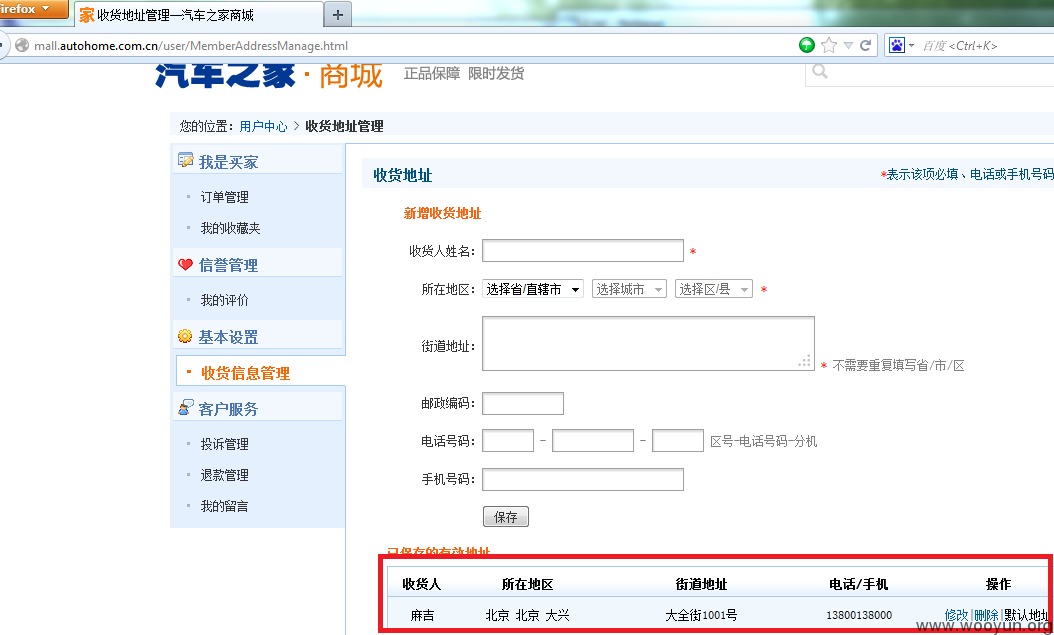 irefox
收货地址管理—汽车之家商城
mall.autohome.com.cn/user/MemberAddressManage.html
百度 <Ctrl+K>
汽车之家·商城 正品保障 限时发货
您的位置：用户中心 > 收货地址管理
我是买家
订单管理
我的收藏夹
信誉管理
我的评价
基本设置
收货信息管理
客户服务
投诉管理
退款管理
我的留言
收货地址
*表示该项必填、电话或手机号码
新增收货地址
收货人姓名： *
所在地区： 选择省/直辖市 选择城市 选择区/县 *
街道地址： * 不需要重复填写省/市/区
邮政编码：
电话号码： - - 区号-电话号码-分机
手机号码：
保存
已保存的有效地址
收货人 所在地区 街道地址 电话/手机 操作
麻吉 北京 北京 大兴 大全街1001号 13800138000 修改|删除|默认地址
www.wooyun.org